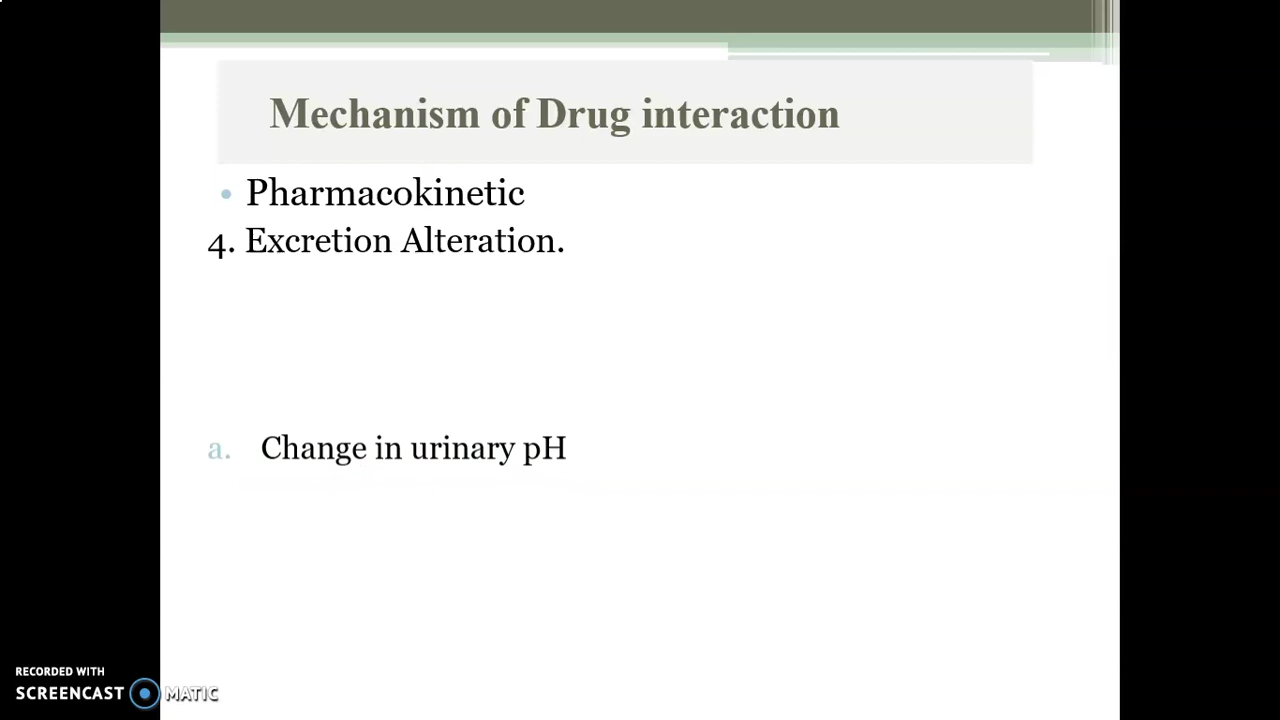 Mechanism of Drug interaction
• Pharmacokinetic
4. Excretion Alteration.
a. Change in urinary pH
RECORDED WITH
SCREENCAST MATIC